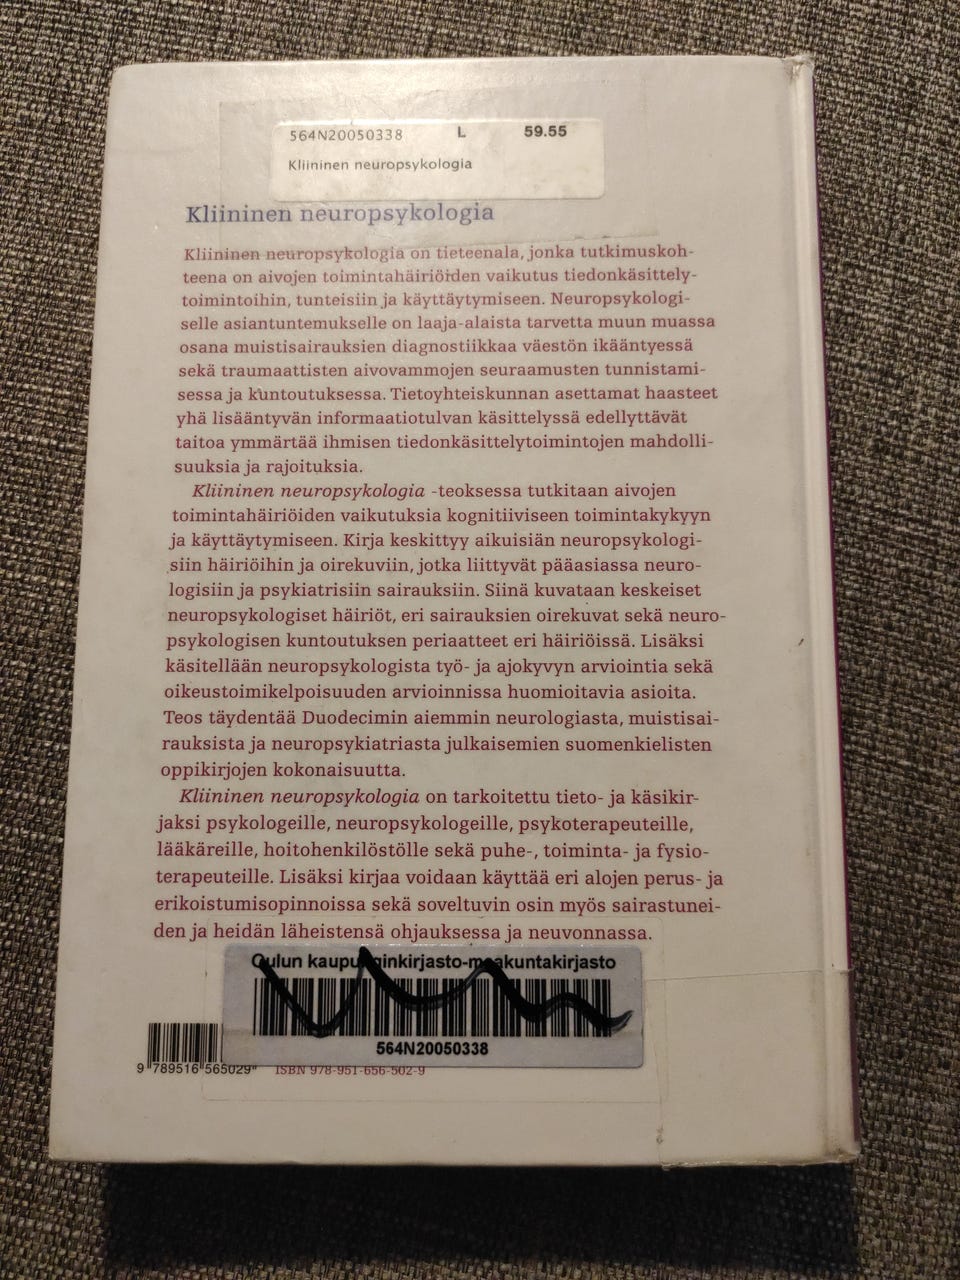 564N20050338 L 59.55
Kliininen neuropsykologia
Kliininen neuropsykologia
Kliininen neuropsykologia on tieteenala, jonka tutkimuskoh-
teena on aivojen toimintahäiriöiden vaikutus tiedonkäsittely-
toimintoihin, tunteisiin ja käyttäytymiseen. Neuropsykologi-
selle asiantuntemukselle on laaja-alaista tarvetta muun muassa
osana muistisairauksien diagnostiikkaa väestön ikääntyessä
sekä traumaattisten aivovammojen seuraamusten tunnistami-
sessa ja kuntoutuksessa. Tietoyhteiskunnan asettamat haasteet
yhä lisääntyvän informaatiotulvan käsittelyssä edellyttävät
taitoa ymmärtää ihmisen tiedonkäsittelytoimintojen mahdolli-
suuksia ja rajoituksia.
Kliininen neuropsykologia -teoksessa tutkitaan aivojen
toimintahäiriöiden vaikutuksia kognitiiviseen toimintakykyyn
ja käyttäytymiseen. Kirja keskittyy aikuisiän neuropsykologi-
siin häiriöihin ja oirekuviin, jotka liittyvät pääasiassa neuro-
logisiin ja psykiatrisiin sairauksiin. Siinä kuvataan keskeiset
neuropsykologiset häiriöt, eri sairauksien oirekuvat sekä neuro-
psykologisen kuntoutuksen periaatteet eri häiriöissä. Lisäksi
käsitellään neuropsykologista työ- ja ajokyvyn arviointia sekä
oikeustoimikelpoisuuden arvioinnissa huomioitavia asioita.
Teos täydentää Duodecimin aiemmin neurologiasta, muistisai-
rauksista ja neuropsykiatriasta julkaisemien suomenkielisten
oppikirjojen kokonaisuutta.
Kliininen neuropsykologia on tarkoitettu tieto- ja käsikir-
jaksi psykologeille, neuropsykologeille, psykoterapeuteille,
lääkäreille, hoitohenkilöstölle sekä puhe-, toiminta- ja fysio-
terapeuteille. Lisäksi kirjaa voidaan käyttää eri alojen perus- ja
erikoistumisopinnoissa sekä soveltuvin osin myös sairastunei-
den ja heidän läheistensä ohjauksessa ja neuvonnassa.
Oulun kaupunginkirjasto-maakuntakirjasto
564N20050338
9 789516 565029 ISBN 978-951-656-502-9